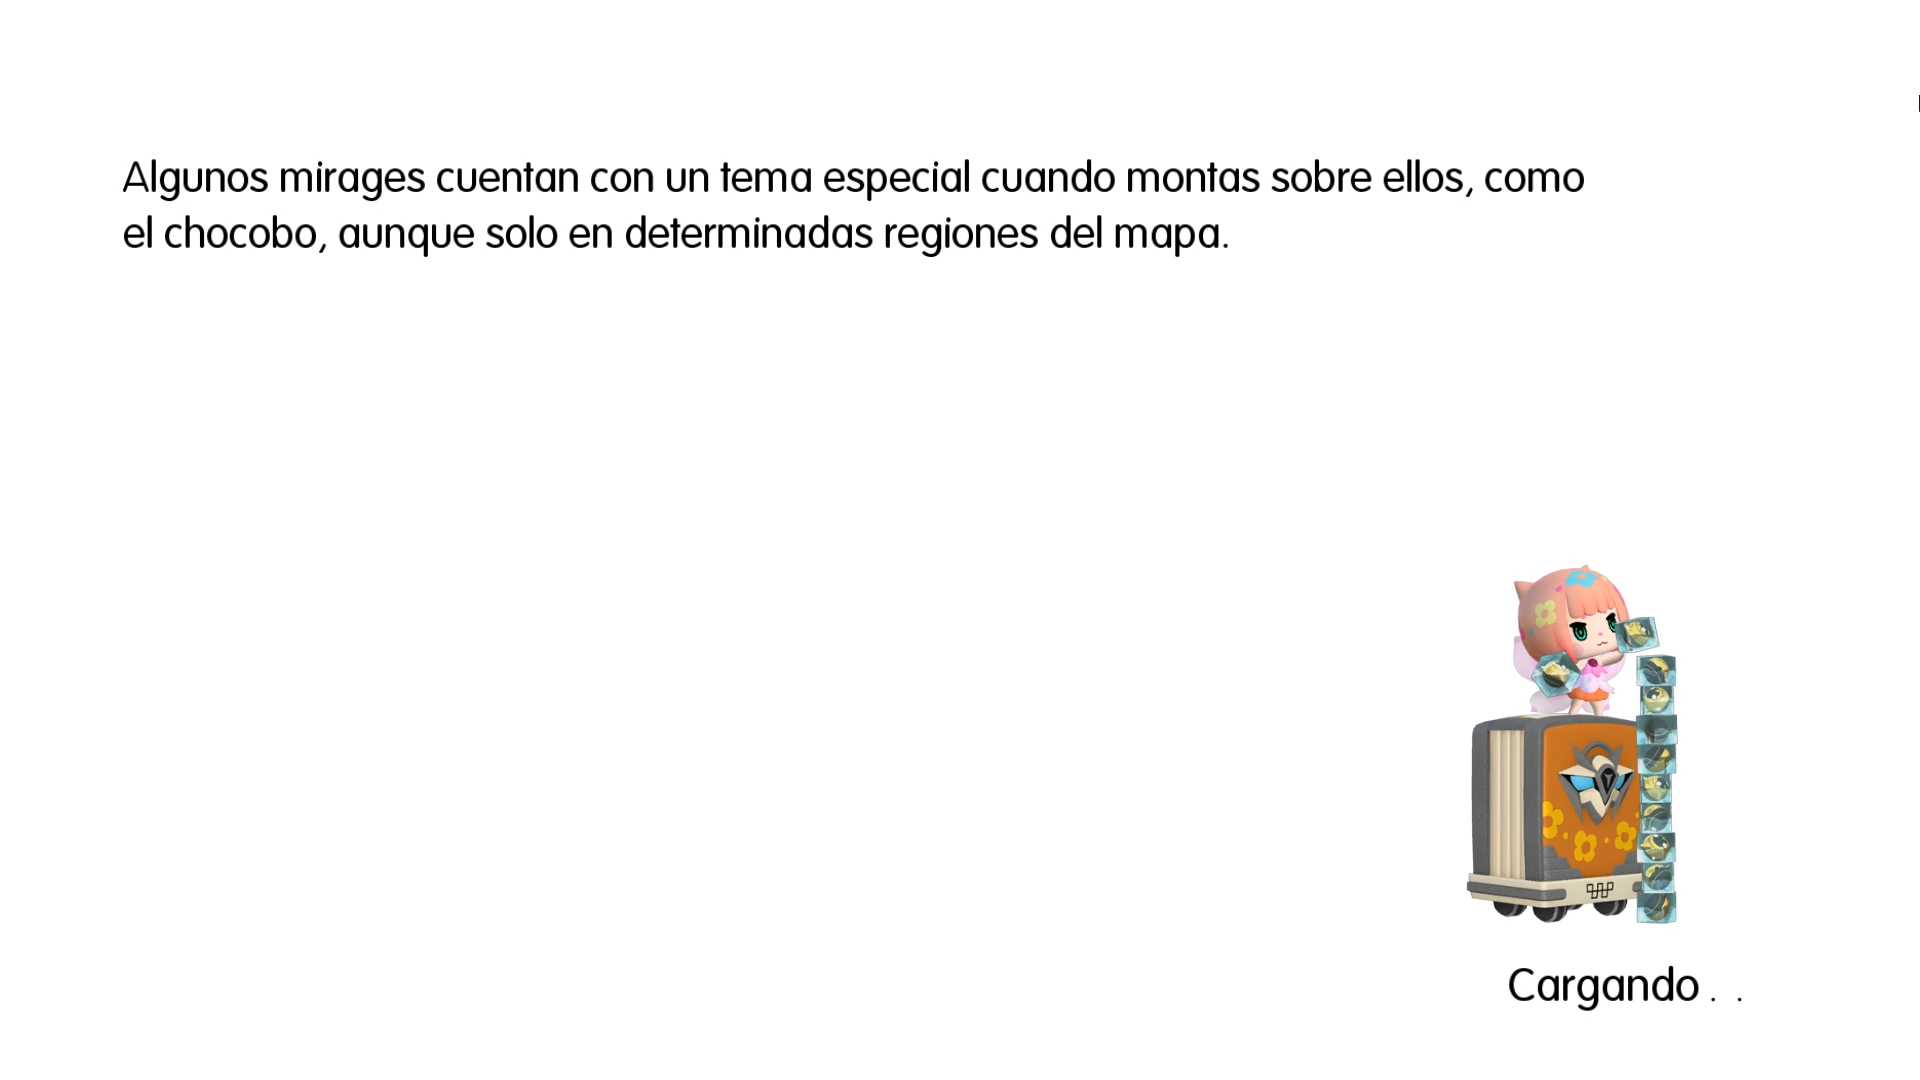 Algunos mirages cuentan con un tema especial cuando montas sobre ellos, como
el chocobo, aunque solo en determinadas regiones del mapa.
Cargando . .